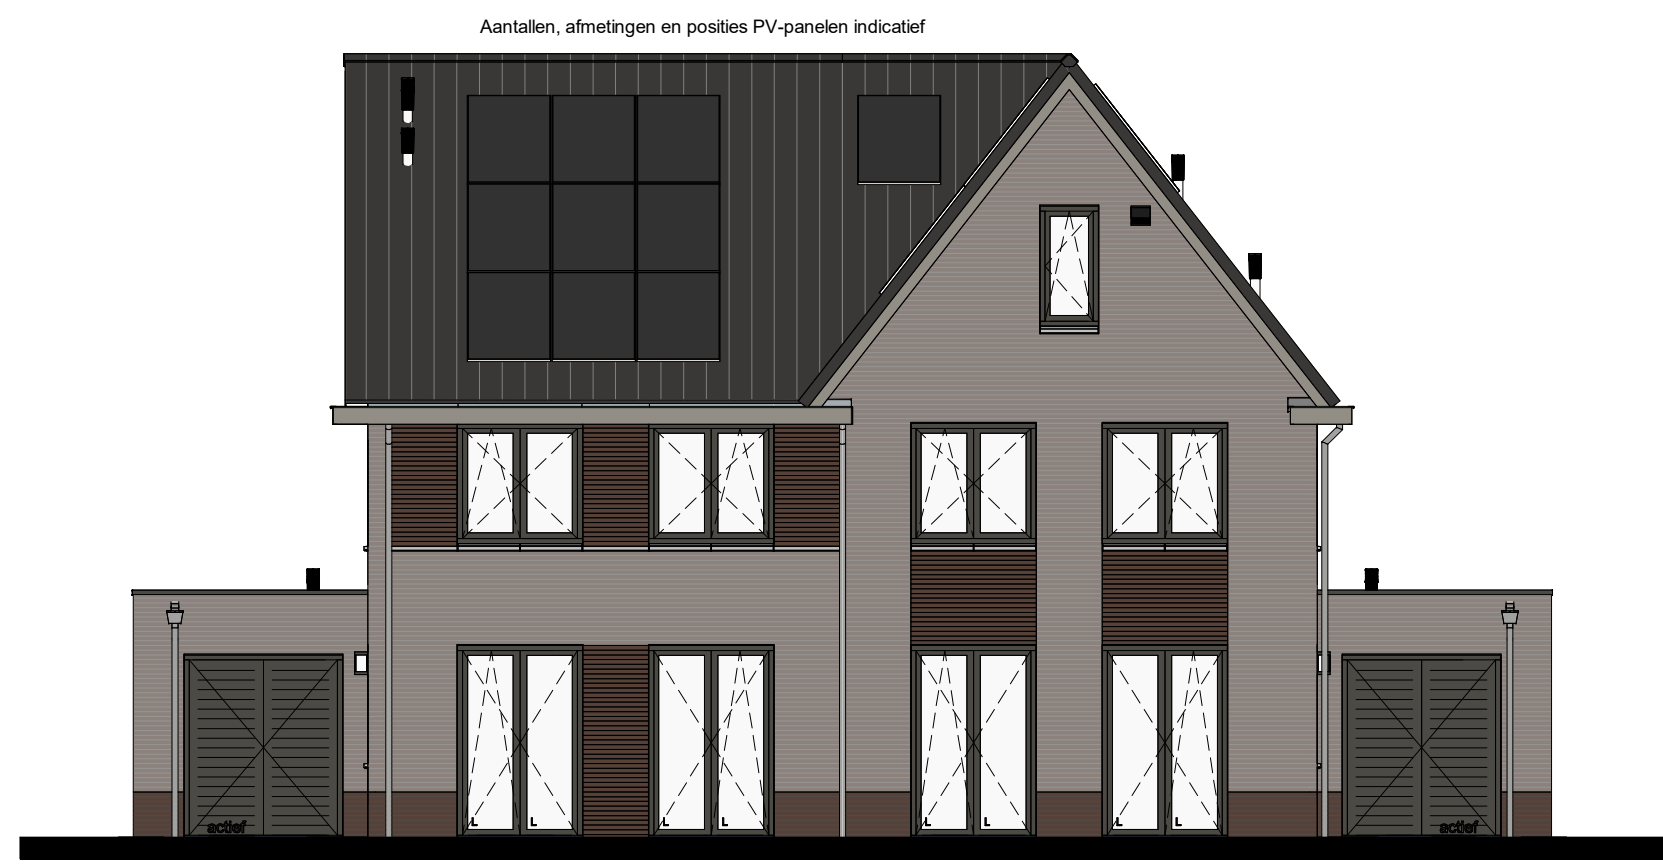 Aantallen, afmetingen en posities PV-panelen indicatief
L L L L L L L L
actief actief